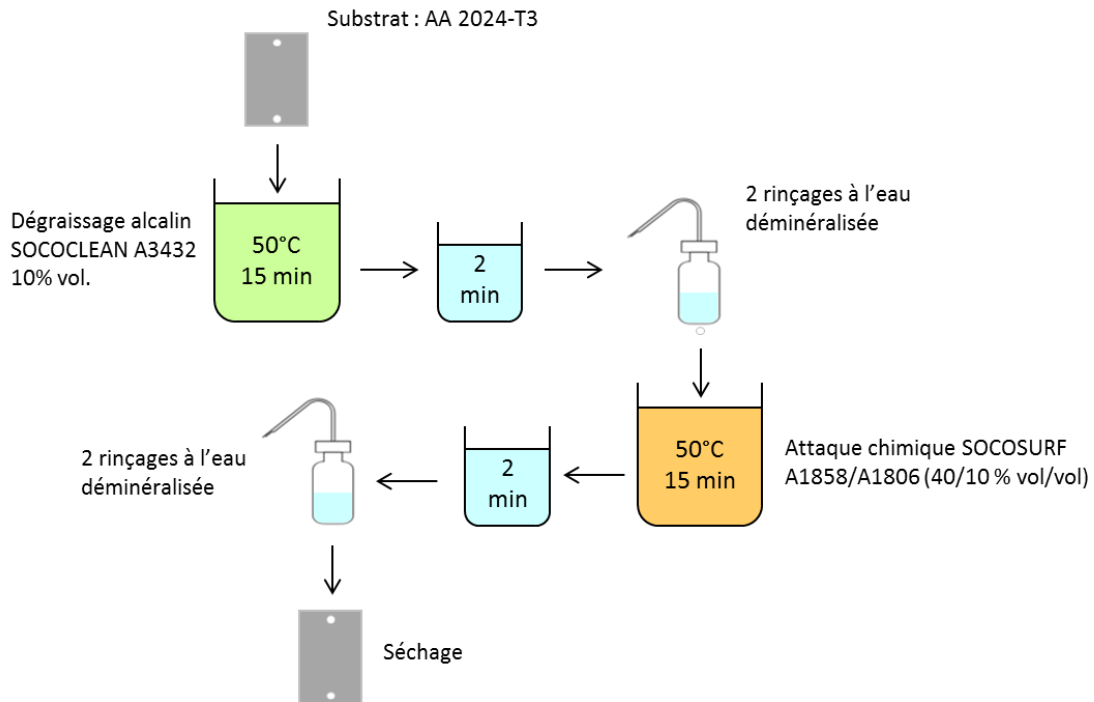 Substrat : AA 2024-T3
Dégraissage alcalin
SOCOCLEAN A3432
10% vol.
50°C
15 min
2
min
2 rinçages à l'eau
déminéralisée
50°C
15 min
Attaque chimique SOCOSURF
A1858/A1806 (40/10 % vol/vol)
2
min
2 rinçages à l'eau
déminéralisée
Séchage